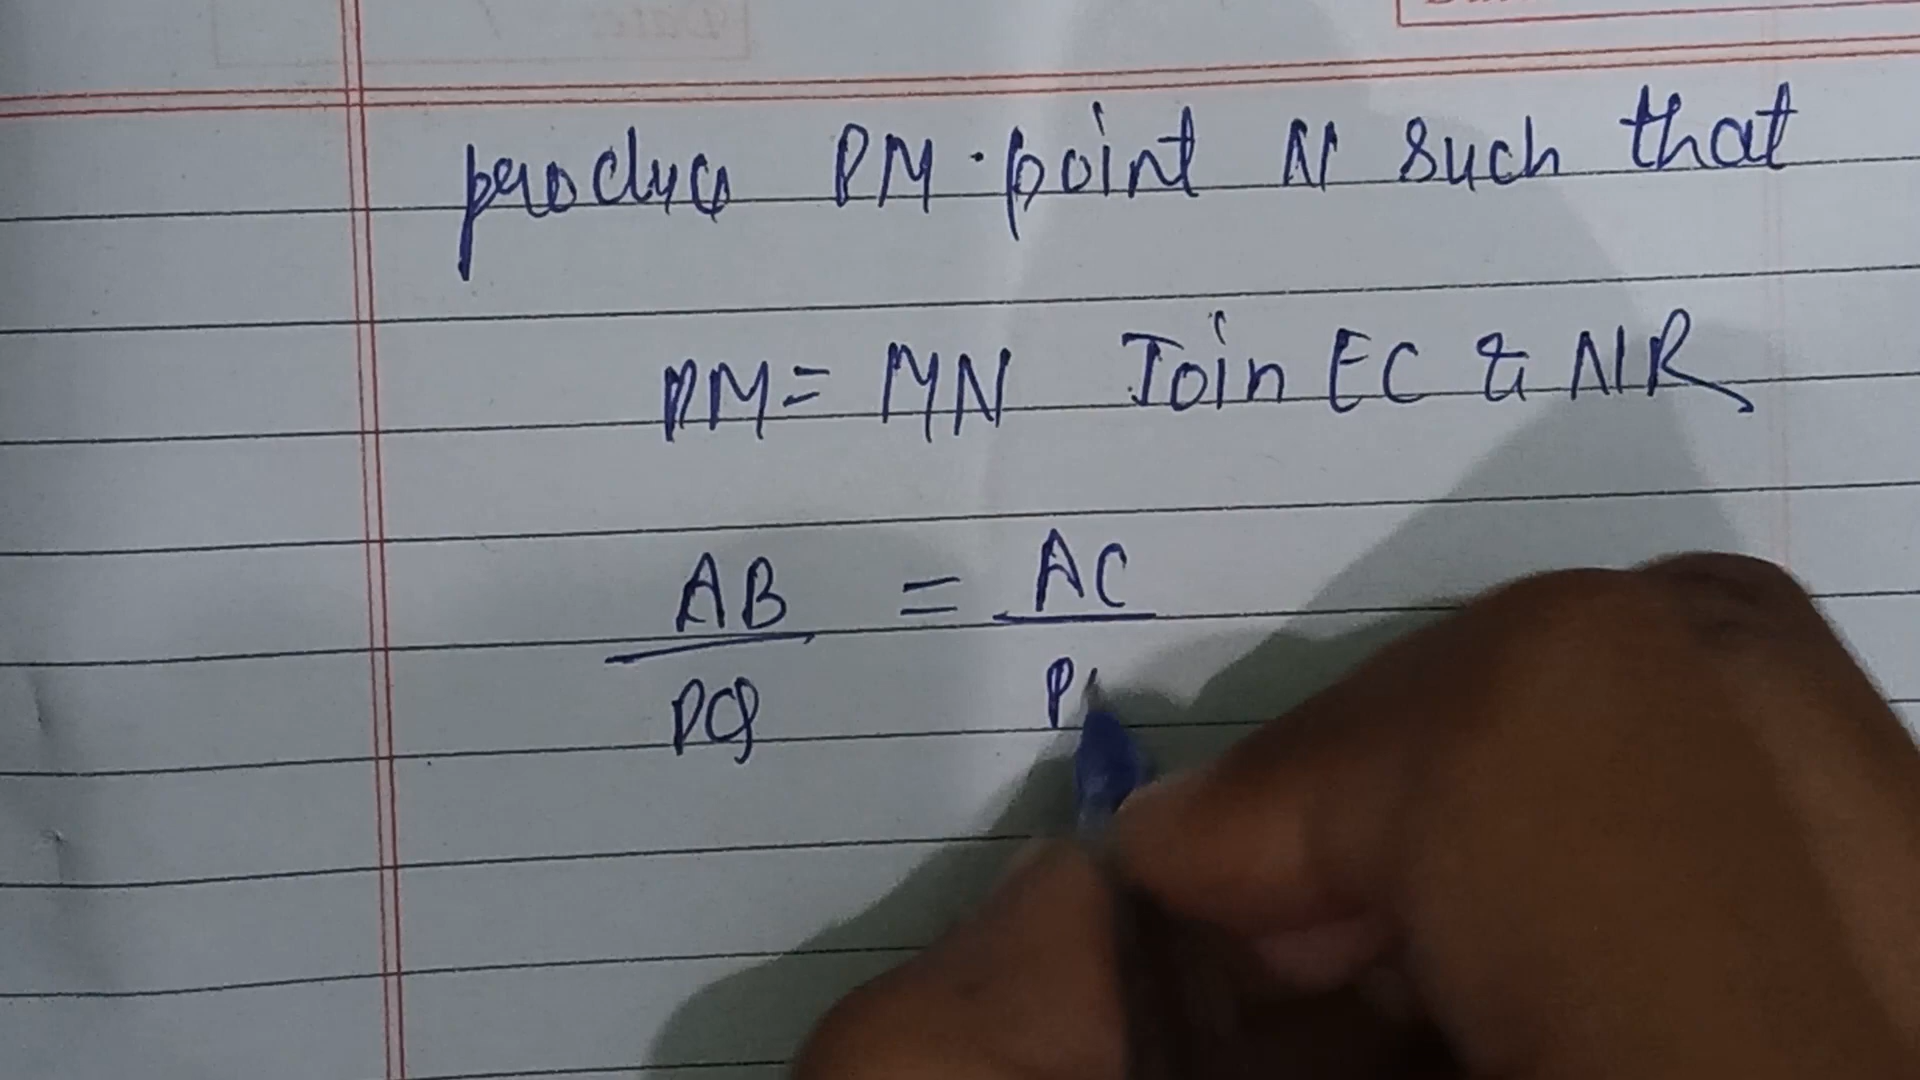 produce PM . point N such that
PM = MN Join EC & NR
AB = AC
PQ P